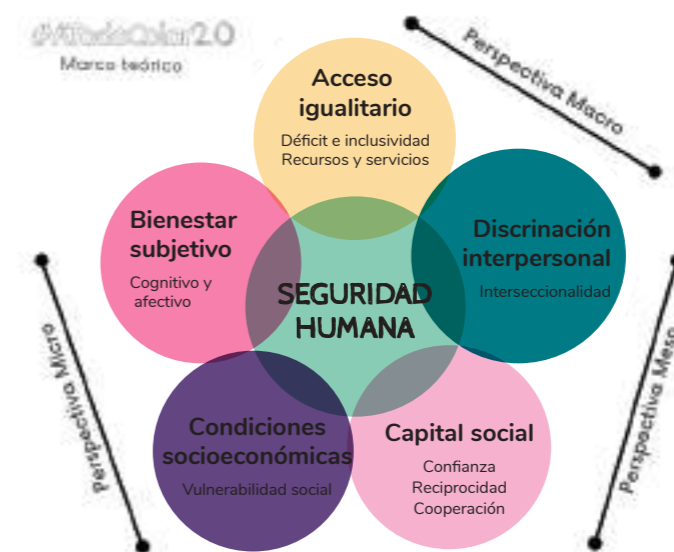 #ATodoColor2.0
Marco teórico
Perspectiva Macro
Acceso
igualitario
Déficit e inclusividad
Recursos y servicios
Bienestar
subjetivo
Cognitivo y
afectivo
Discrinación
interpersonal
Interseccionalidad
SEGURIDAD
HUMANA
Perspectiva Micro
Perspectiva Meso
Condiciones
socioeconómicas
Vulnerabilidad social
Capital social
Confianza
Reciprocidad
Cooperación